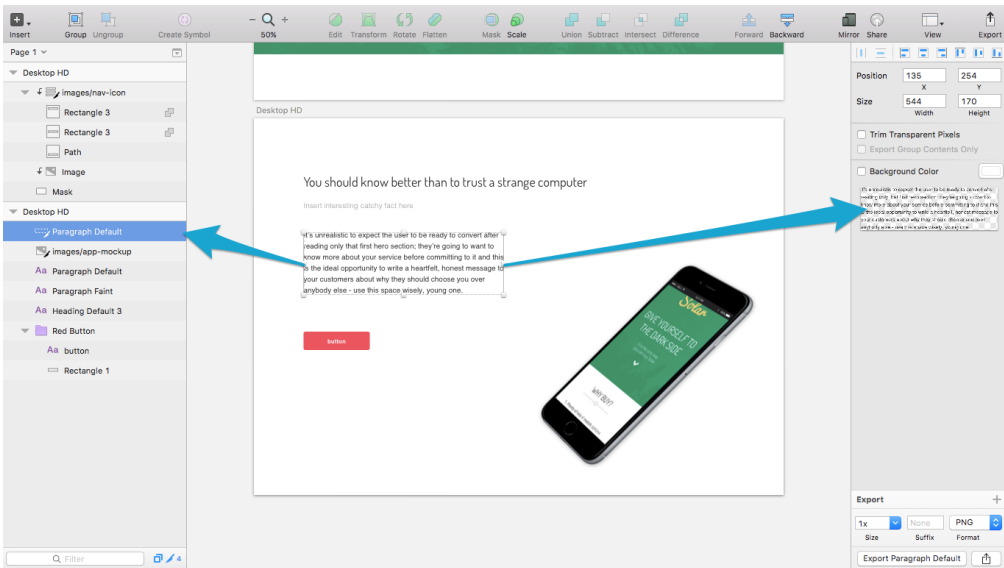 Insert
Group Ungroup
Create Symbol
− +
50%
Edit Transform Rotate Flatten
Mask Scale
Union Subtract Intersect Difference
Forward Backward
Mirror Share
View
Export
Page 1
Desktop HD
images/nav-icon
Rectangle 3
Rectangle 3
Path
Image
Mask
Desktop HD
Paragraph Default
images/app-mockup
Aa Paragraph Default
Aa Paragraph Faint
Aa Heading Default 3
Red Button
Aa button
Rectangle 1
Filter
4
Desktop HD
You should know better than to trust a strange computer
Insert interesting catchy fact here
It's unrealistic to expect the user to be ready to convert after
reading only that first hero section; they're going to want to
know more about your service before committing to it and this
is the ideal opportunity to write a heartfelt, honest message to
your customers about why they should choose you over
anybody else - use this space wisely, young one.
button
Solar
GIVE YOURSELF TO
THE DARK SIDE
WHY BUY?
Position 135 254
X Y
Size 544 170
Width Height
Trim Transparent Pixels
Export Group Contents Only
Background Color
Export +
1x None PNG
Size Suffix Format
Export Paragraph Default